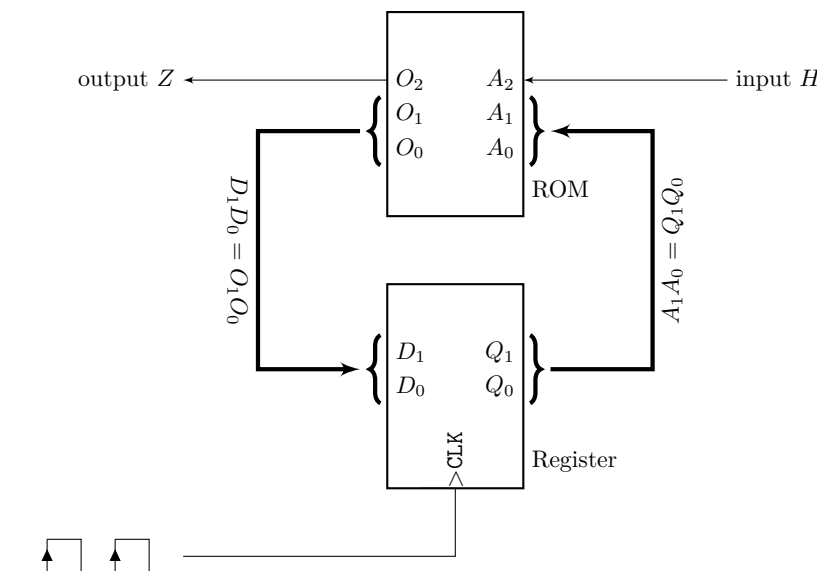 output Z
O₂
A₂
input H
O₁
A₁
O₀
A₀
ROM
D₁D₀ = O₁O₀
A₁A₀ = Q₁Q₀
D₁
Q₁
D₀
Q₀
CLK
Register